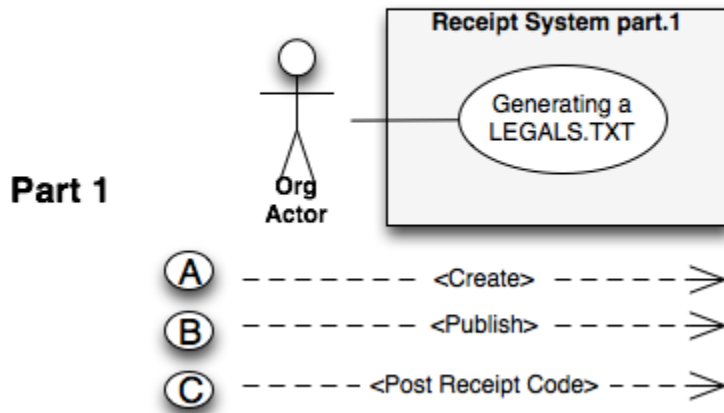 Receipt System part.1
Generating a
LEGALS.TXT
Part 1
Org
Actor
A
<Create>
B
<Publish>
C
<Post Receipt Code>